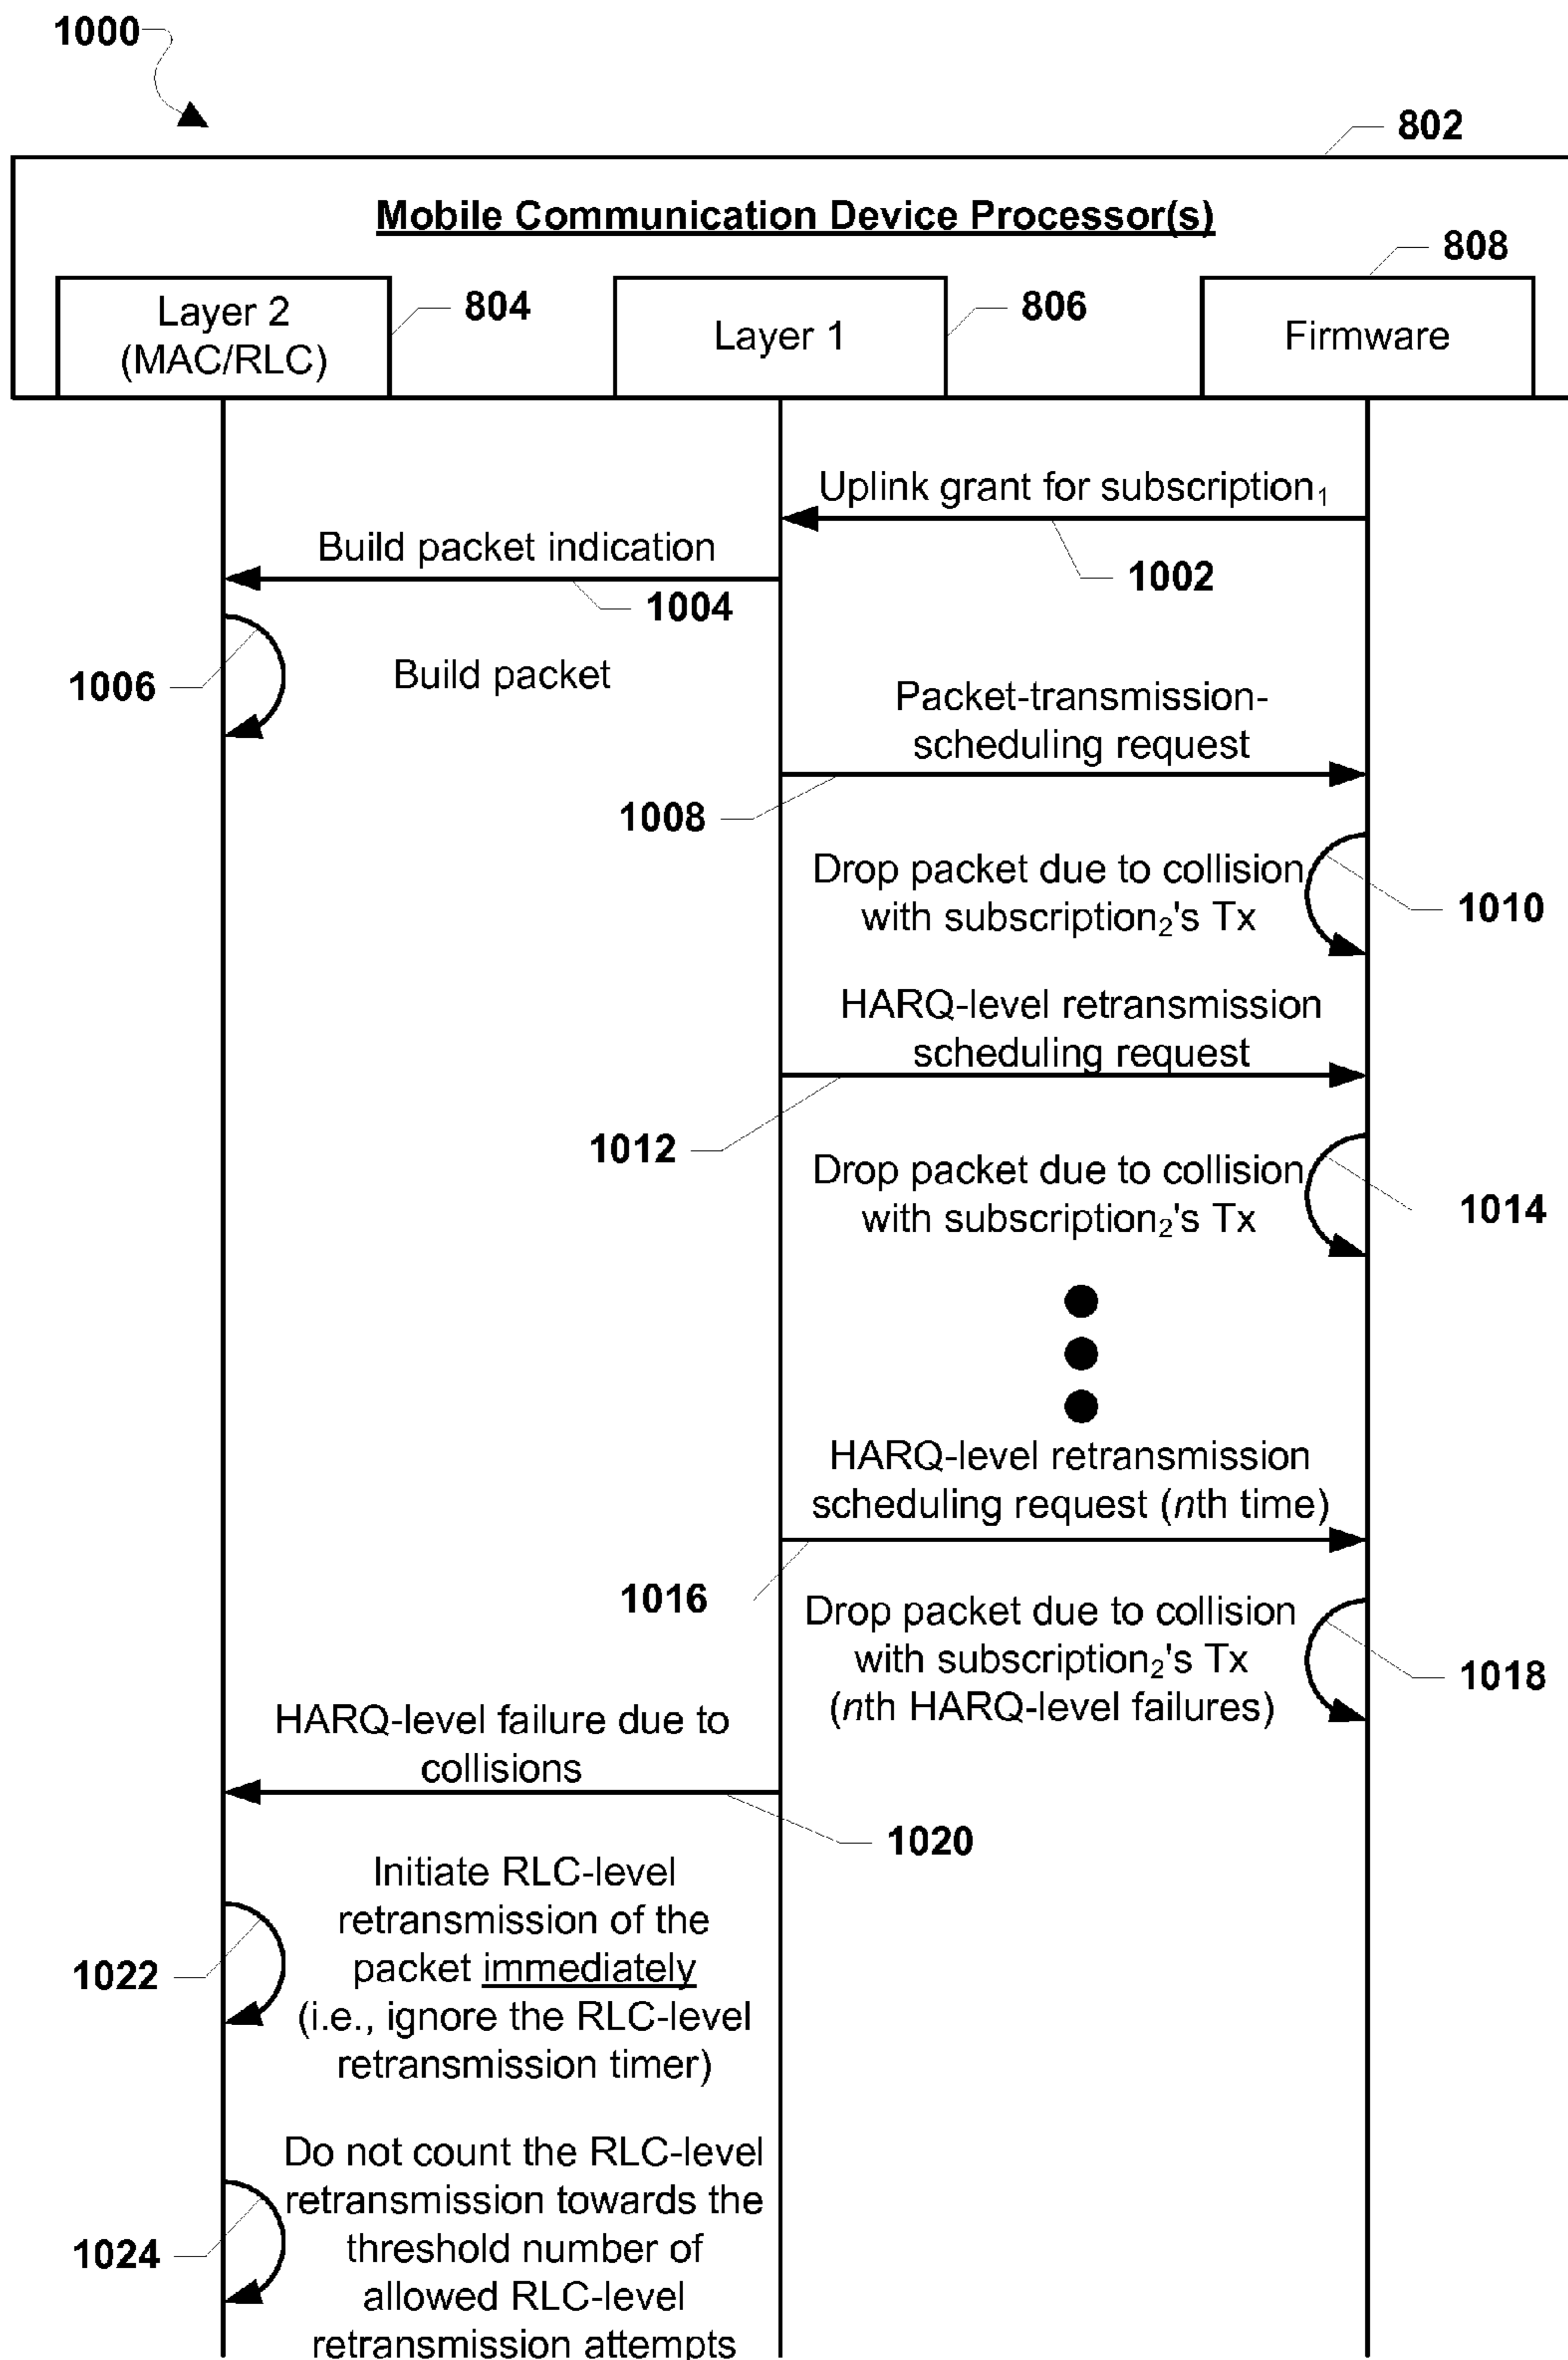 1000
802
Mobile Communication Device Processor(s)
808
Layer 2
(MAC/RLC)
804
Layer 1
806
Firmware
Uplink grant for subscription₁
1002
Build packet indication
1004
1006
Build packet
Packet-transmission-
scheduling request
1008
Drop packet due to collision
with subscription₂'s Tx
1010
HARQ-level retransmission
scheduling request
1012
Drop packet due to collision
with subscription₂'s Tx
1014
HARQ-level retransmission
scheduling request (nth time)
1016
Drop packet due to collision
with subscription₂'s Tx
(nth HARQ-level failures)
1018
HARQ-level failure due to
collisions
1020
Initiate RLC-level
retransmission of the
packet immediately
(i.e., ignore the RLC-level
retransmission timer)
1022
Do not count the RLC-level
retransmission towards the
threshold number of
allowed RLC-level
retransmission attempts
1024